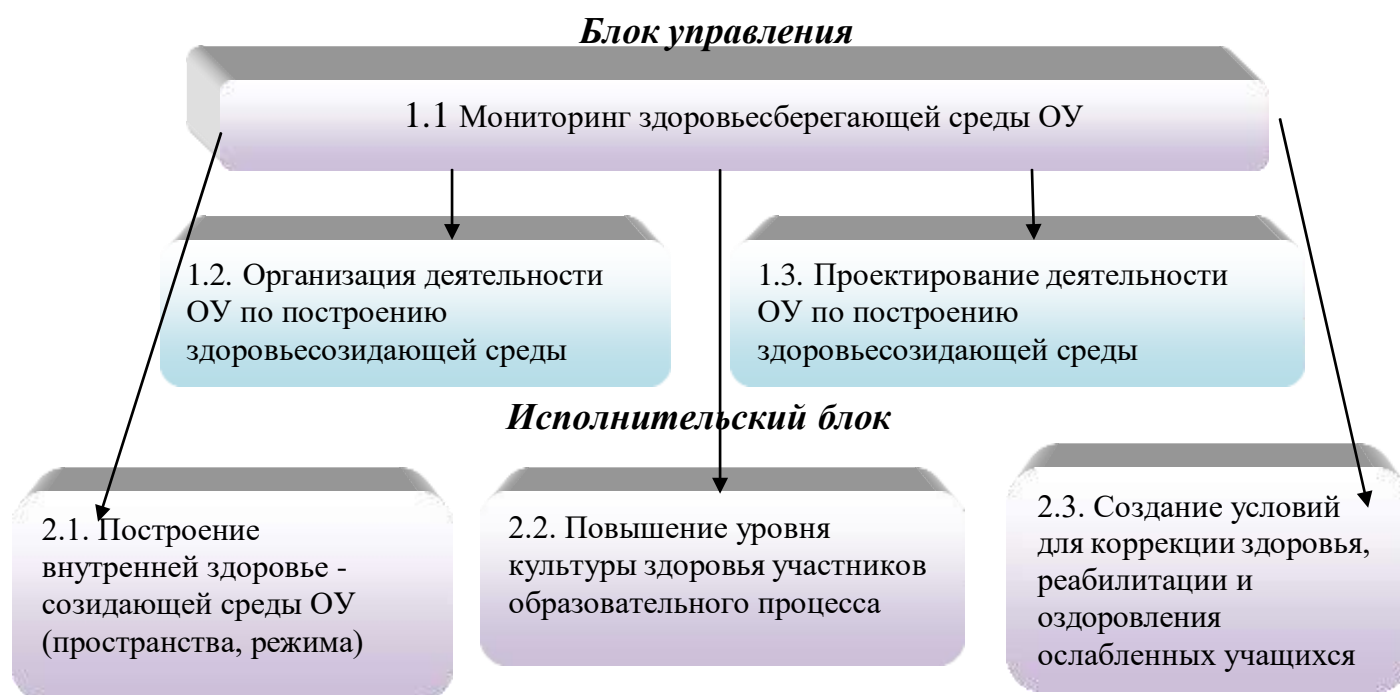 Блок управления
1.1 Мониторинг здоровьесберегающей среды ОУ
1.2. Организация деятельности
ОУ по построению
здоровьесозидающей среды
1.3. Проектирование деятельности
ОУ по построению
здоровьесозидающей среды
Исполнительский блок
2.1. Построение
внутренней здоровье -
созидающей среды ОУ
(пространства, режима)
2.2. Повышение уровня
культуры здоровья участников
образовательного процесса
2.3. Создание условий
для коррекции здоровья,
реабилитации и
оздоровления
ослабленных учащихся